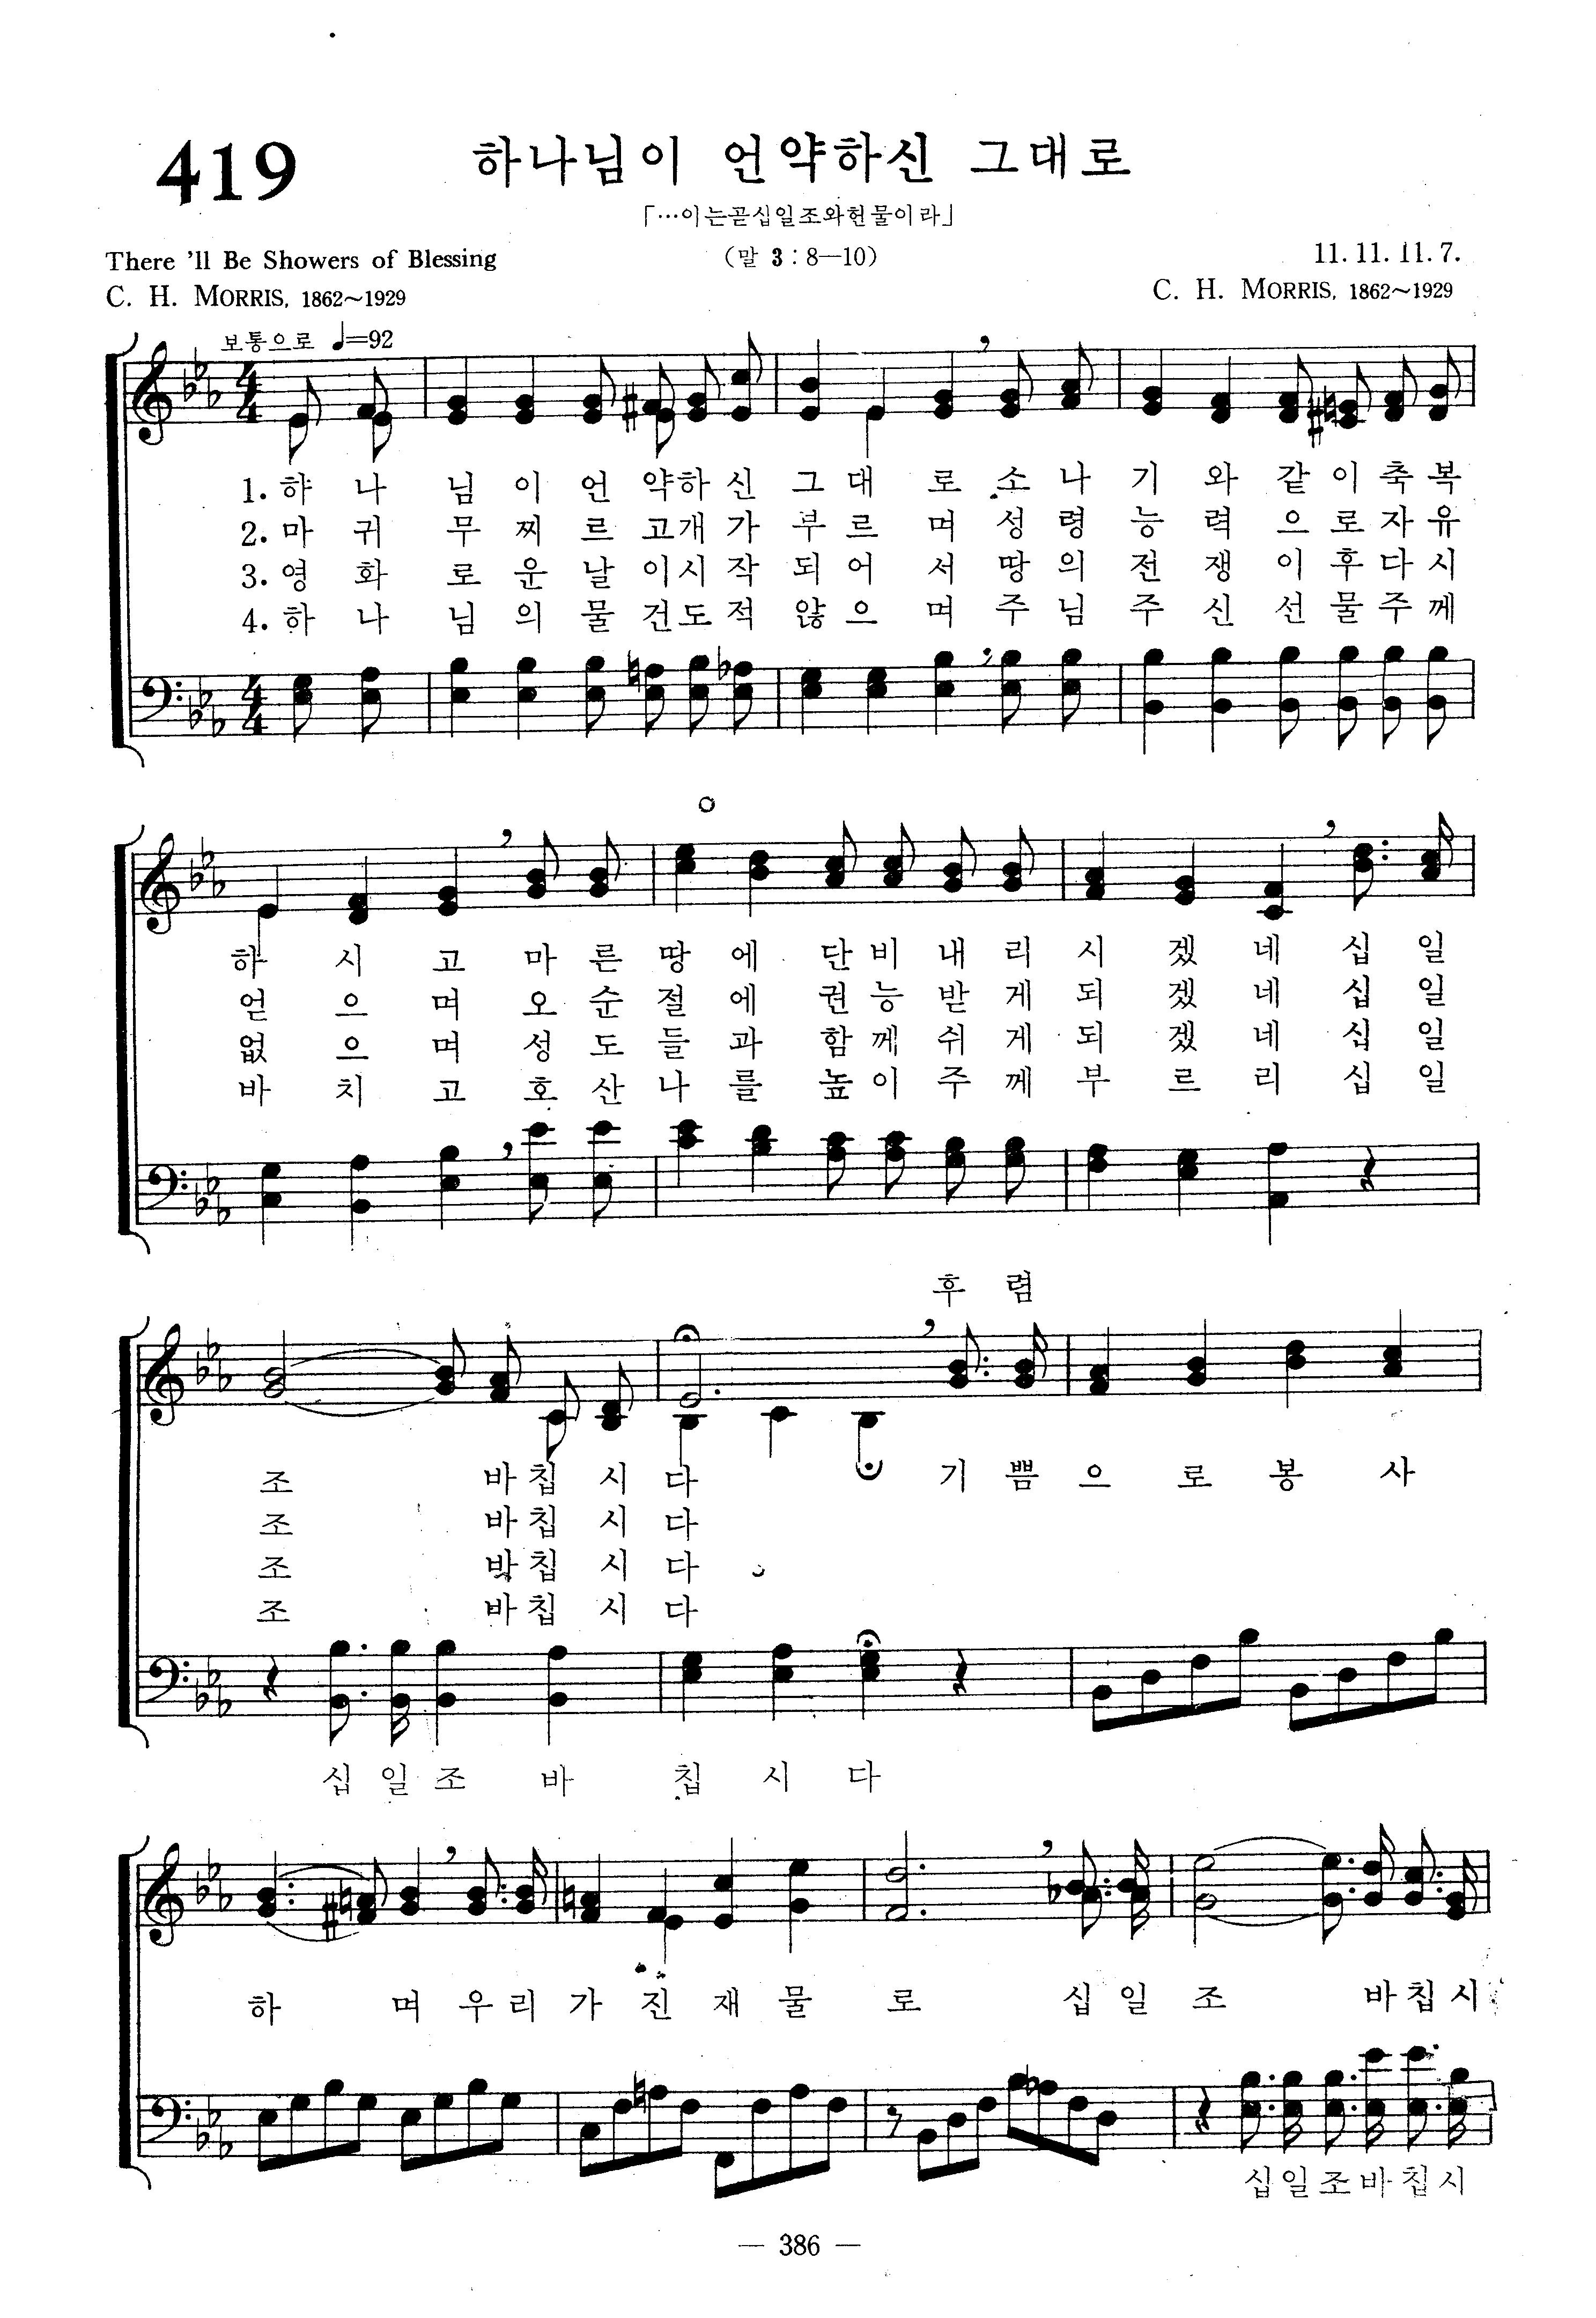 419
하나님이 언약하신 그대로
「…이는곧십일조와헌물이라」
There 'll Be Showers of Blessing
(말 3 : 8—10)
11. 11. 11. 7.
C. H. MORRIS, 1862~1929
C. H. MORRIS, 1862~1929
보통으로 ♩=92
1. 하 나 님 이 언 약하 신 그 대 로 소 나 기 와 같 이 축 복
2. 마 귀 무 찌 르 고개 가 부 르 며 성 령 능 력 으 로 자 유
3. 영 화 로 운 날 이시 작 되 어 서 땅 의 전 쟁 이 후 다 시
4. 하 나 님 의 물 건도 적 않 으 며 주 님 주 신 선 물 주 께
하 시 고 마 른 땅 에 단 비 내 리 시 겠 네 십 일
얻 으 며 오 순 절 에 권 능 받 게 되 겠 네 십 일
없 으 며 성 도 들 과 함 께 쉬 게 되 겠 네 십 일
바 치 고 호 산 나 를 높 이 주 께 부 르 리 십 일
후 렴
조 바 칩 시 다 기 쁨 으 로 봉 사
조 바 칩 시 다
조 바 칩 시 다
조 바 칩 시 다
십 일 조 바 칩 시 다
하 며 우 리 가 진 재 물 로 십 일 조 바 칩 시
십 일 조 바 칩 시
— 386 —